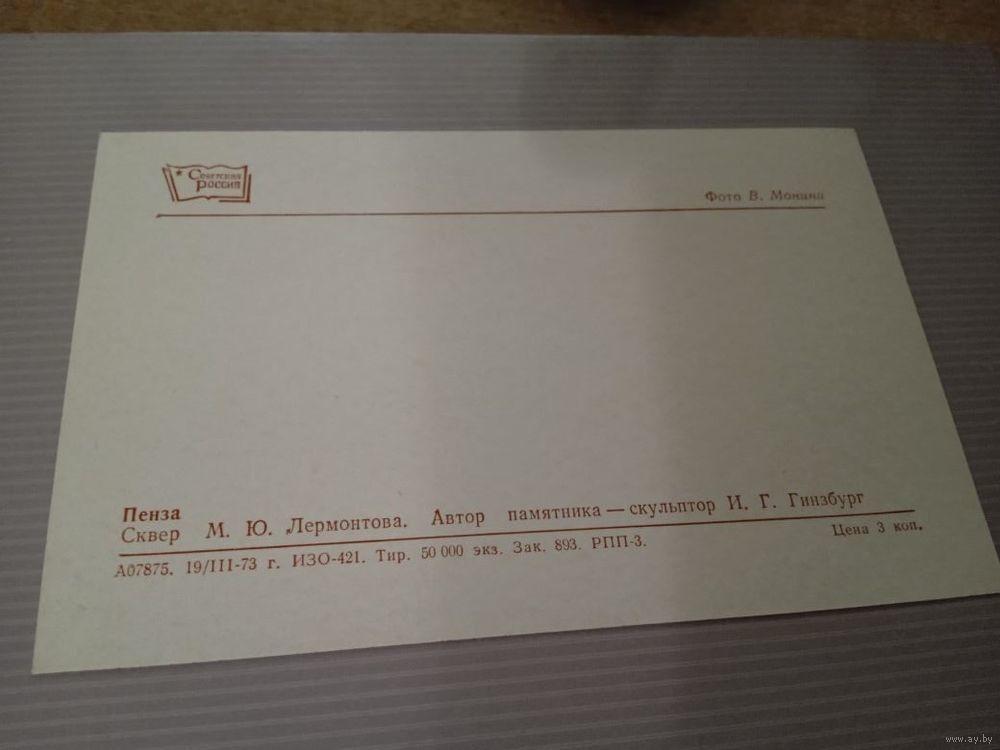 Советская
Россия
Фото В. Монина
Пенза
Сквер М. Ю. Лермонтова. Автор памятника — скульптор И. Г. Гинзбург
А07875. 19/III-73 г. ИЗО-421. Тир. 50 000 экз. Зак. 893. РПП-3.
Цена 3 коп.
www.ay.by